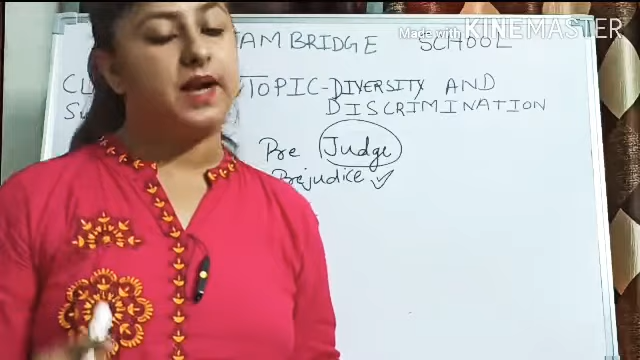 Made with KINEMASTER
AMBRIDGE SCHOOL
TOPIC-DIVERSITY AND
DISCRIMINATION
Pre Judge
Prejudice ✓